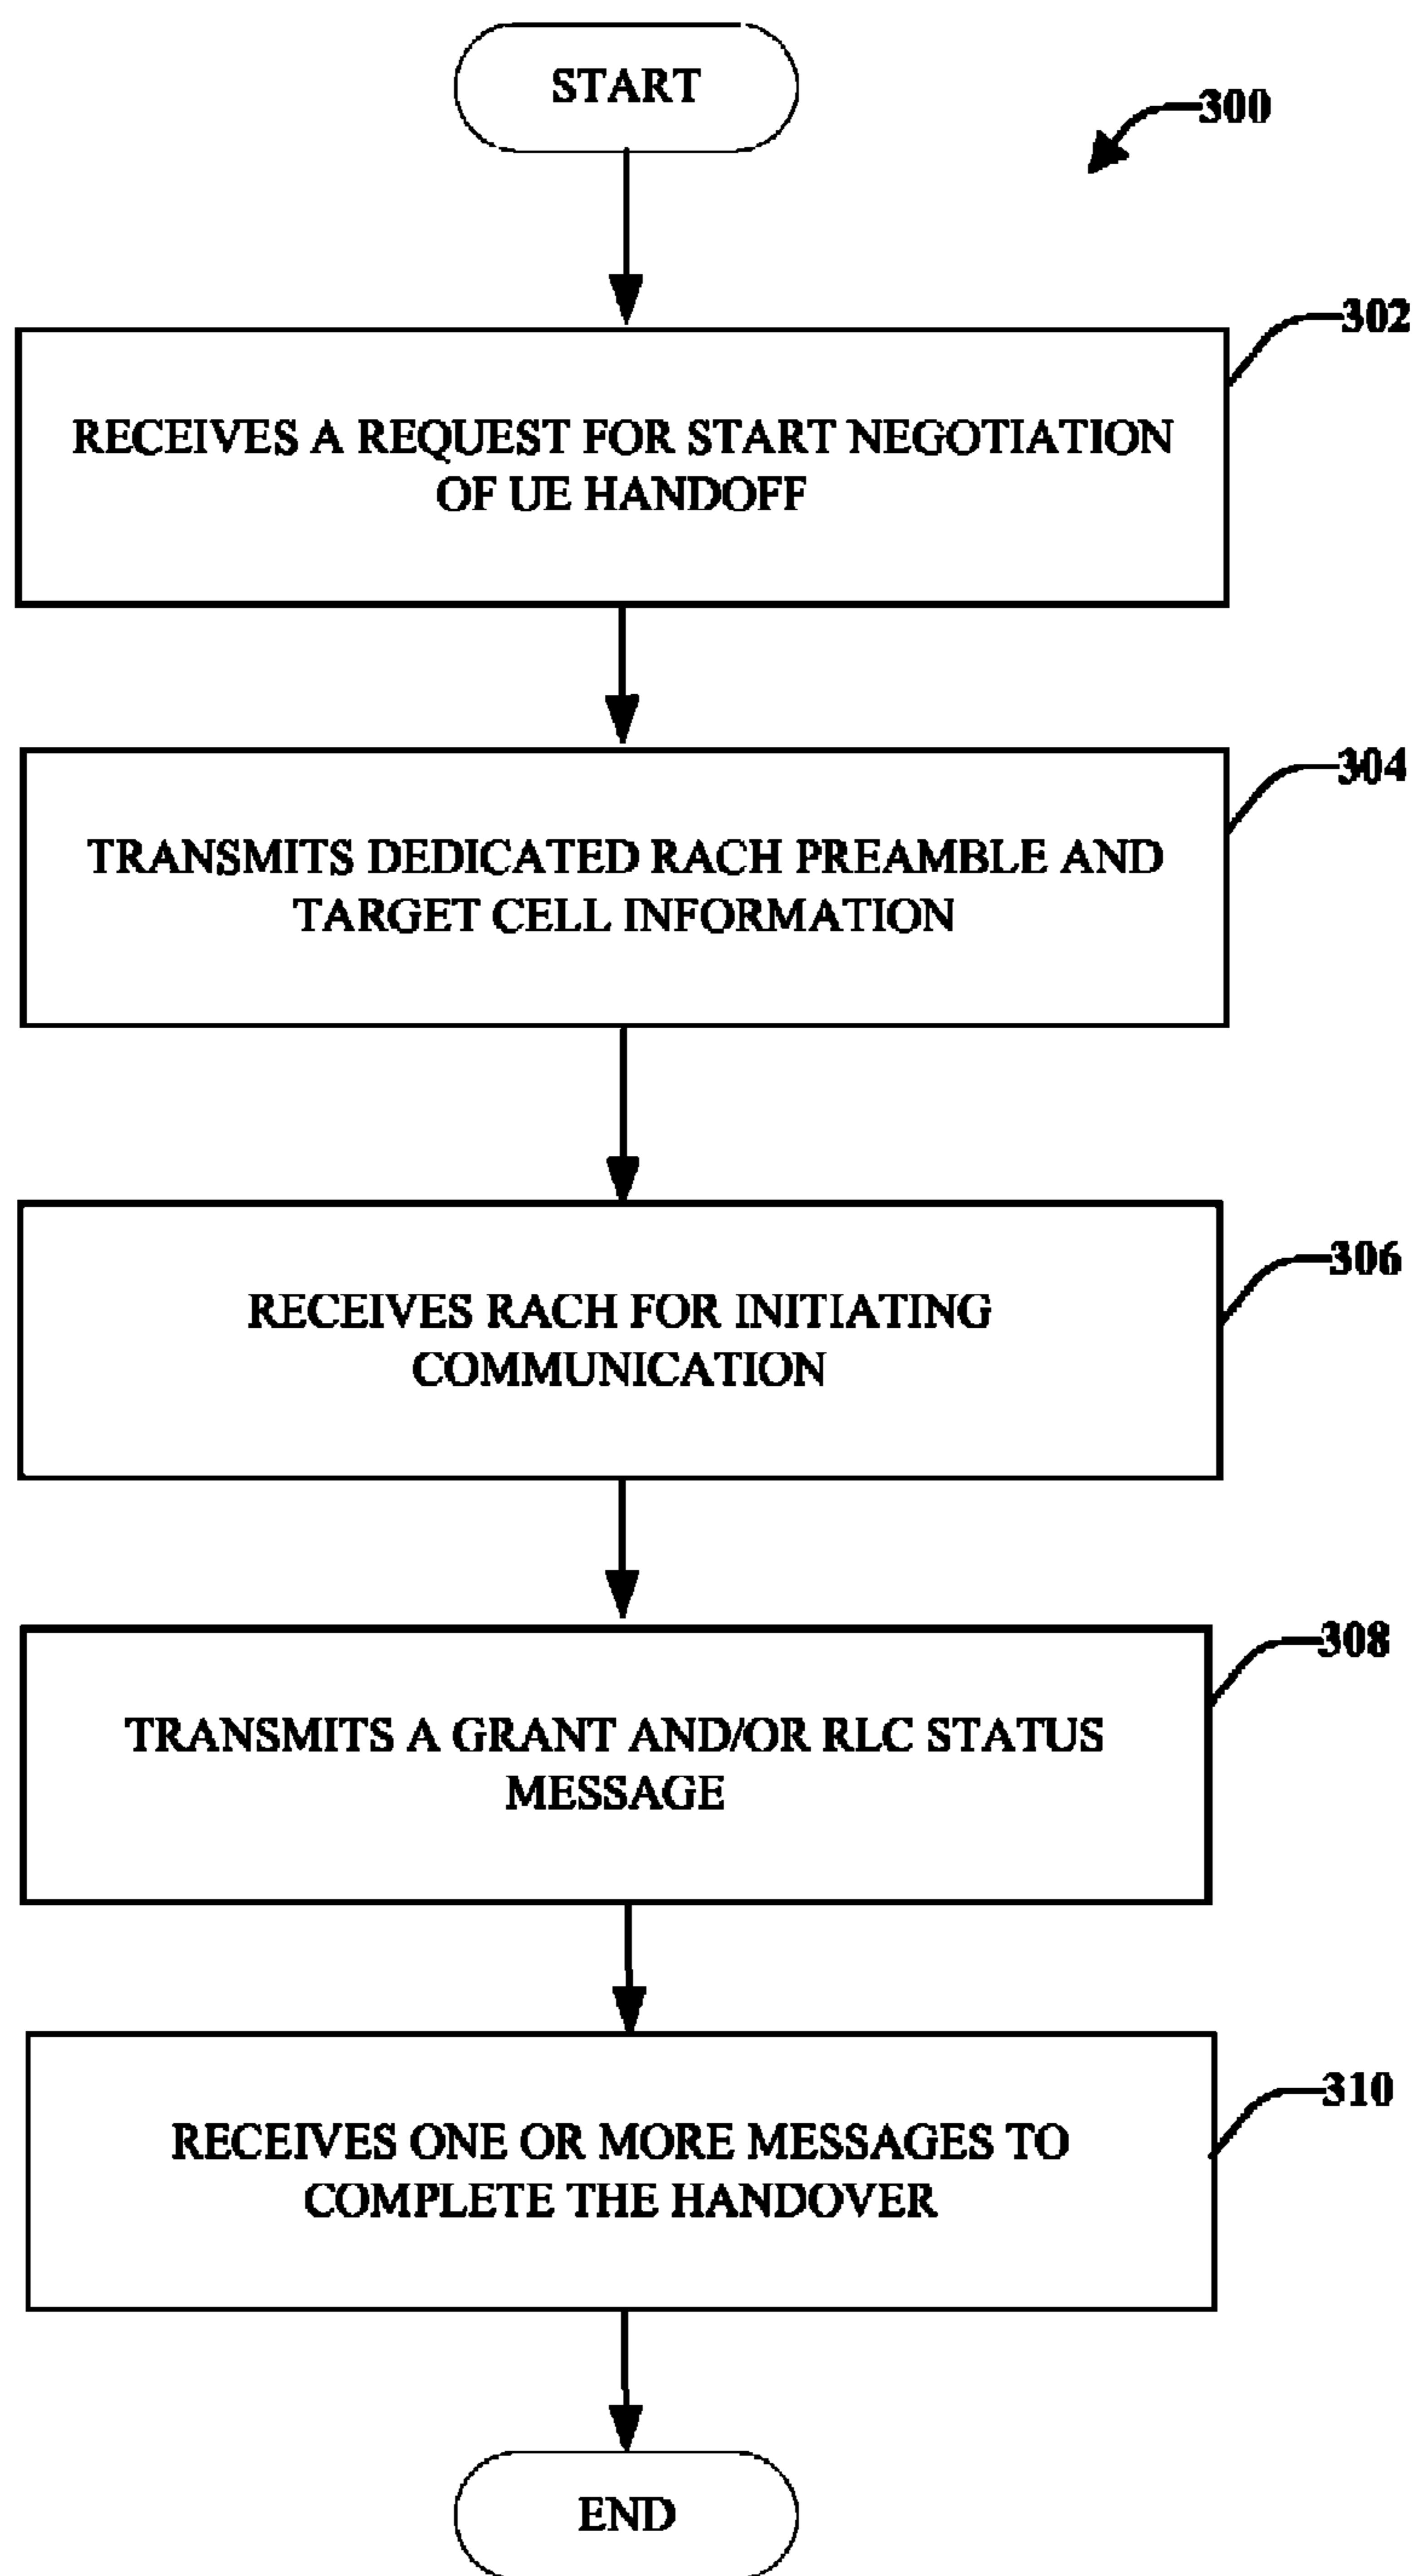 START
300
302
RECEIVES A REQUEST FOR START NEGOTIATION
OF UE HANDOFF
304
TRANSMITS DEDICATED RACH PREAMBLE AND
TARGET CELL INFORMATION
306
RECEIVES RACH FOR INITIATING
COMMUNICATION
308
TRANSMITS A GRANT AND/OR RLC STATUS
MESSAGE
310
RECEIVES ONE OR MORE MESSAGES TO
COMPLETE THE HANDOVER
END